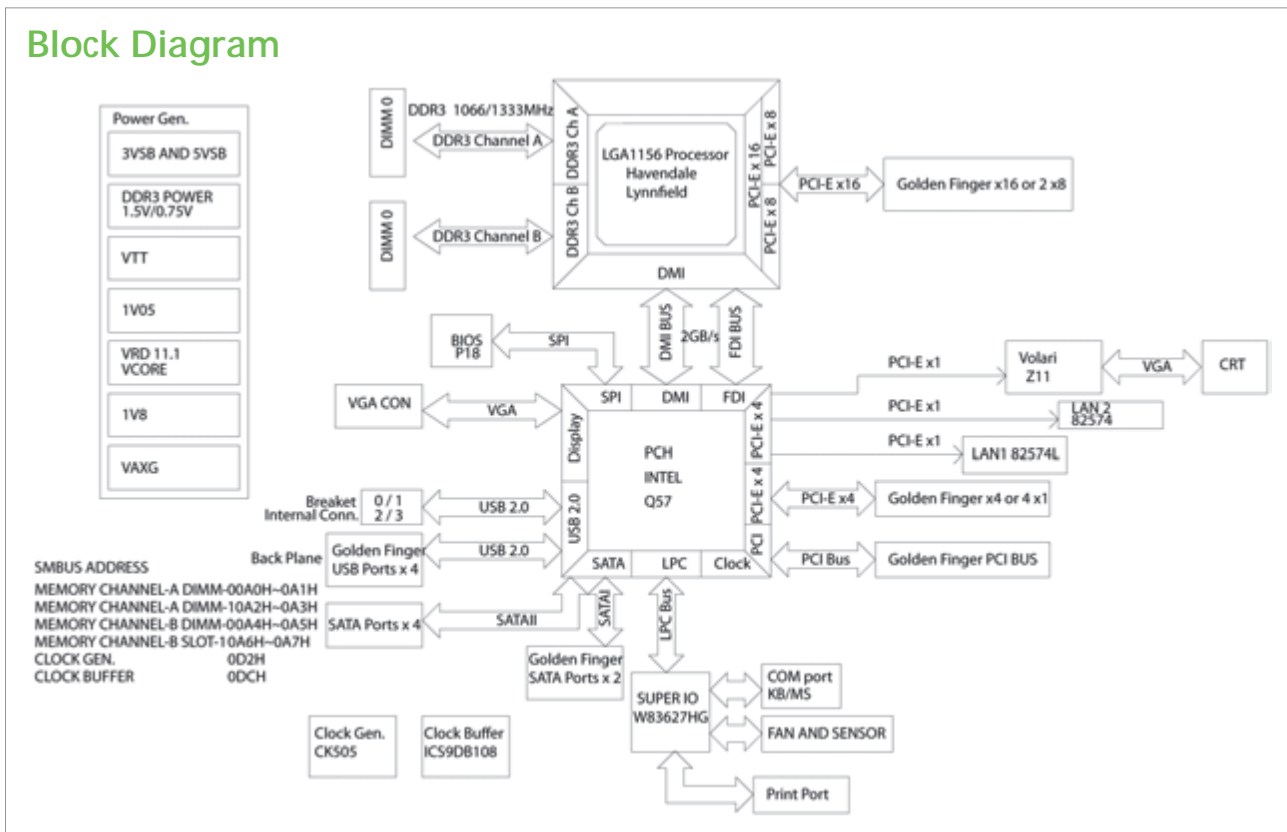 Block Diagram
Power Gen.
3VSB AND 5VSB
DDR3 POWER
1.5V/0.75V
VTT
1V05
VRD 11.1
VCORE
1V8
VAXG
DIMM 0
DDR3 1066/1333MHz
DDR3 Channel A
DDR3 Ch A
DIMM 0
DDR3 Channel B
DDR3 Ch B
LGA1156 Processor
Havendale
Lynnfield
PCI-E x 16
PCI-E x 8
PCI-E x 8
PCI-E x16
Golden Finger x16 or 2 x8
DMI
DMI BUS
2GB/s
FDI BUS
BIOS
P18
SPI
VGA CON
VGA
SPI
DMI
FDI
Display
PCH
INTEL
Q57
USB 2.0
PCI-E x 4
PCI-E x 4
PCI
SATA
LPC
Clock
PCI-E x1
Volari
Z11
VGA
CRT
PCI-E x1
LAN 2
82574
PCI-E x1
LAN1 82574L
PCI-E x4
Golden Finger x4 or 4 x1
PCI Bus
Golden Finger PCI BUS
Breaket
Internal Conn.
0 / 1
2 / 3
USB 2.0
Back Plane
Golden Finger
USB Ports x 4
USB 2.0
SATA Ports x 4
SATAII
SATAI
Golden Finger
SATA Ports x 2
LPC Bus
SUPER IO
W83627HG
COM port
KB/MS
FAN AND SENSOR
Print Port
SMBUS ADDRESS
MEMORY CHANNEL-A DIMM-00A0H~0A1H
MEMORY CHANNEL-A DIMM-10A2H~0A3H
MEMORY CHANNEL-B DIMM-00A4H~0A5H
MEMORY CHANNEL-B SLOT-10A6H~0A7H
CLOCK GEN. 0D2H
CLOCK BUFFER 0DCH
Clock Gen.
CK505
Clock Buffer
ICS9DB108